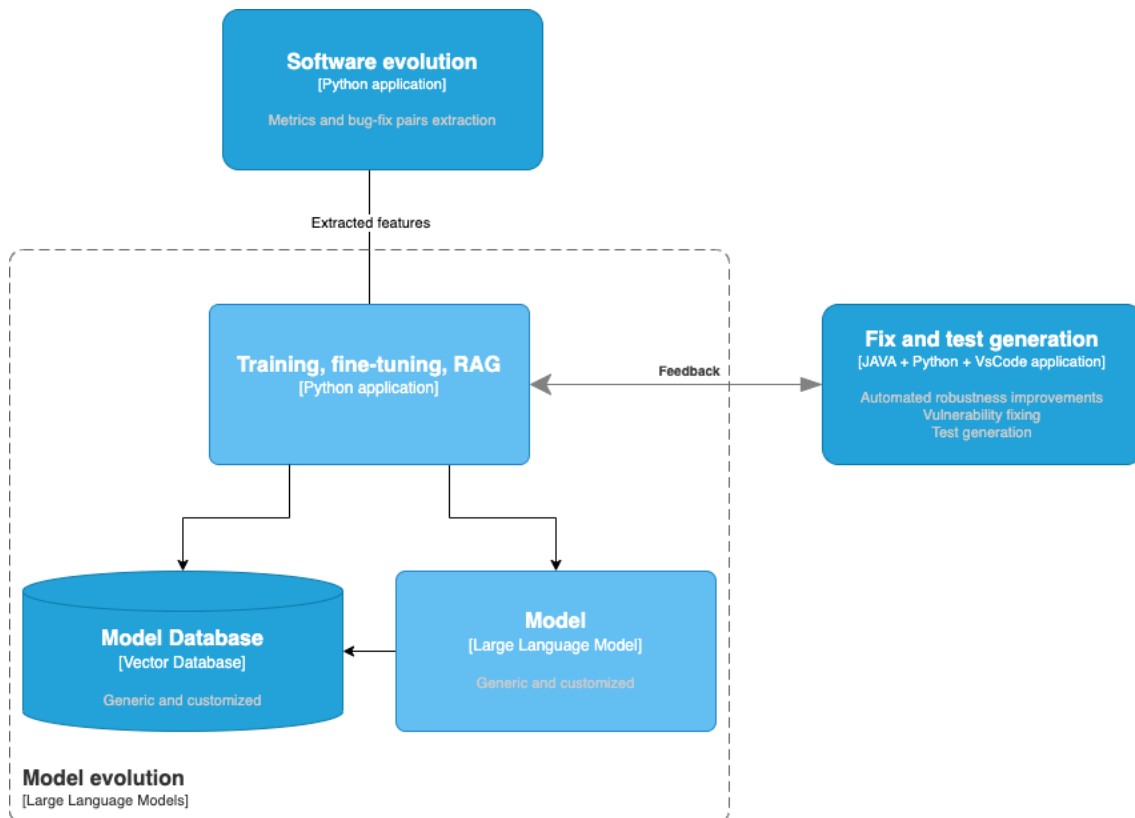 Software evolution
[Python application]
Metrics and bug-fix pairs extraction
Extracted features
Training, fine-tuning, RAG
[Python application]
Feedback
Fix and test generation
[JAVA + Python + VsCode application]
Automated robustness improvements
Vulnerability fixing
Test generation
Model Database
[Vector Database]
Generic and customized
Model
[Large Language Model]
Generic and customized
Model evolution
[Large Language Models]